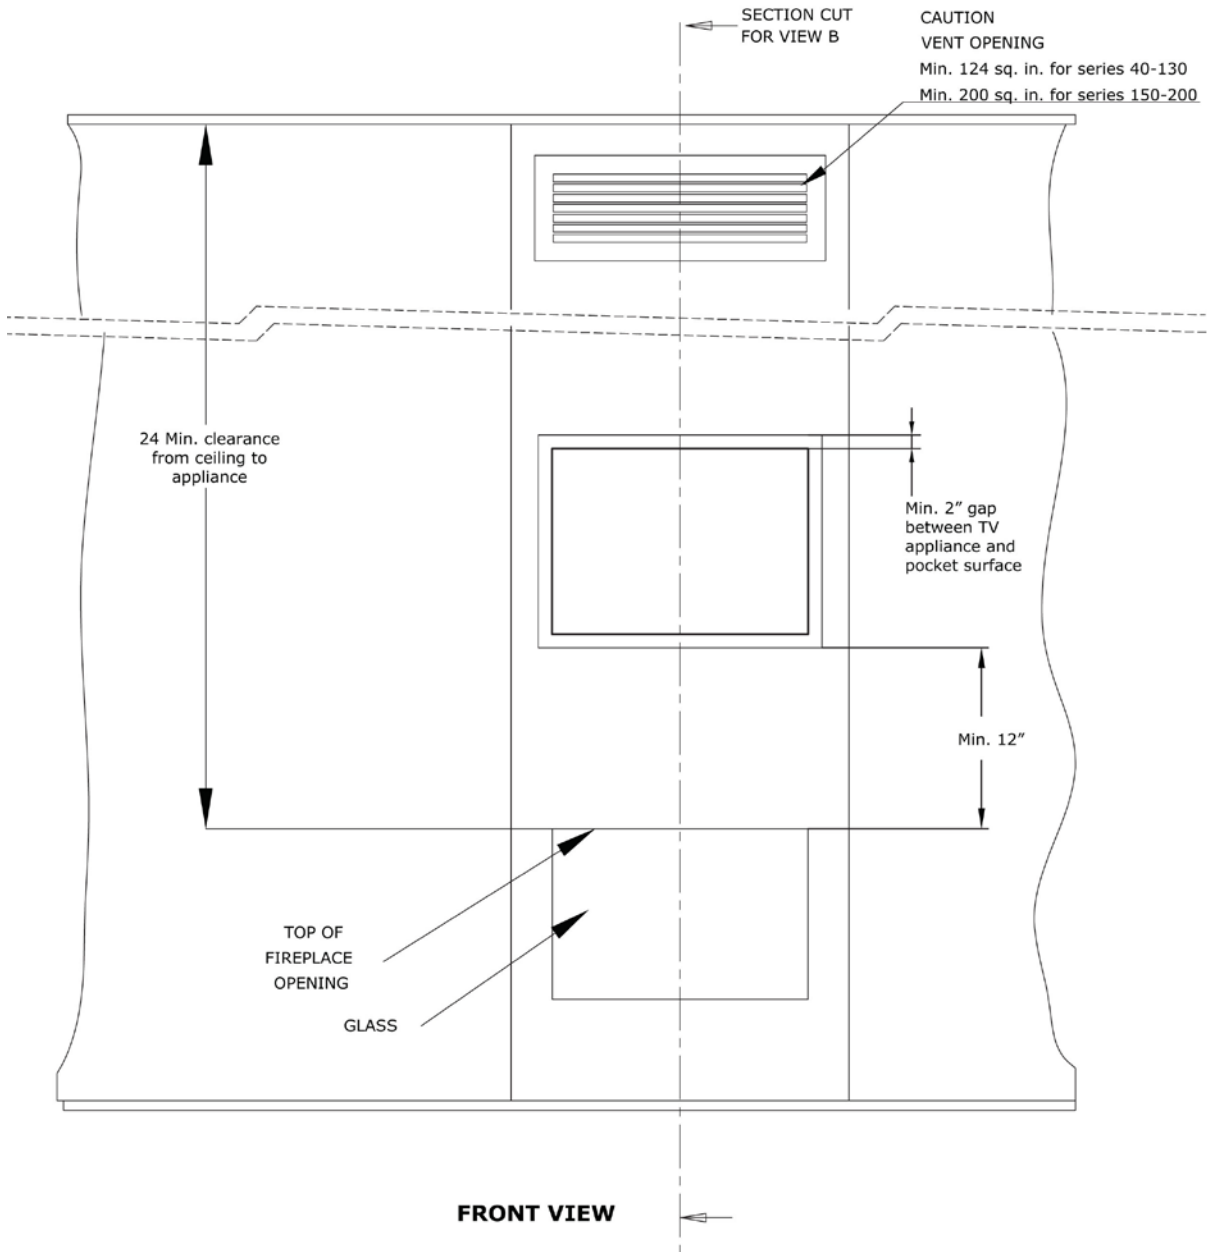 SECTION CUT
FOR VIEW B
CAUTION
VENT OPENING
Min. 124 sq. in. for series 40-130
Min. 200 sq. in. for series 150-200
24 Min. clearance
from ceiling to
appliance
Min. 2” gap
between TV
appliance and
pocket surface
Min. 12”
TOP OF
FIREPLACE
OPENING
GLASS
FRONT VIEW